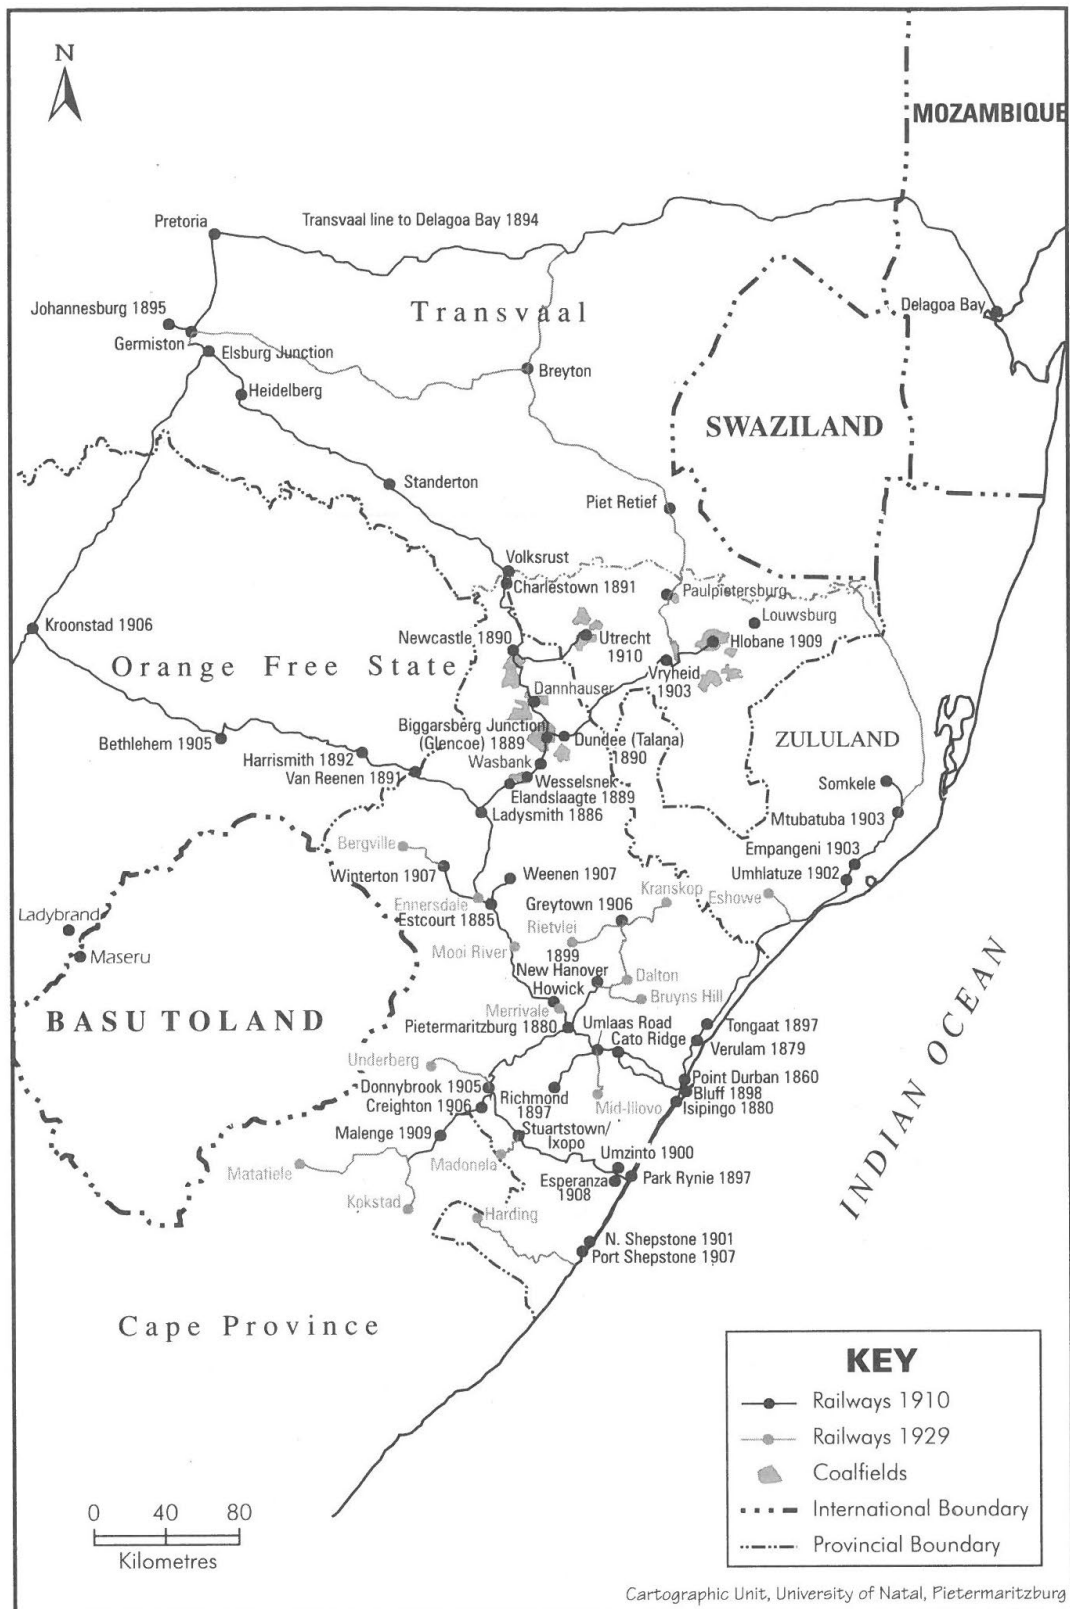 N
MOZAMBIQUE
Pretoria
Transvaal line to Delagoa Bay 1894
Johannesburg 1895
Transvaal
Delagoa Bay
Germiston
Elsburg Junction
Breyton
Heidelberg
SWAZILAND
Standerton
Piet Retief
Volksrust
Charlestown 1891
Paulpietersburg
Louwsburg
Kroonstad 1906
Newcastle 1890
Utrecht
1910
Hlobane 1909
Orange Free State
Vryheid
1903
Dannhauser
Biggarsberg Junction
(Glencoe) 1889
Dundee (Talana)
1890
ZULULAND
Bethlehem 1905
Harrismith 1892
Wasbank
Van Reenen 1891
Wesselsnek
Somkele
Elandslaagte 1889
Ladysmith 1886
Mtubatuba 1903
Bergville
Empangeni 1903
Winterton 1907
Weenen 1907
Umhlatuze 1902
Kranskop
Eshowe
Ennersdale
Greytown 1906
Ladybrand
Estcourt 1885
Rietvlei
Mooi River
1899
Maseru
New Hanover
Dalton
Howick
Bruyns Hill
Merrivale
BASUTOLAND
Pietermaritzburg 1880
Umlaas Road
Tongaat 1897
Cato Ridge
Verulam 1879
INDIAN OCEAN
Underberg
Point Durban 1860
Donnybrook 1905
Bluff 1898
Richmond
1897
Mid-Illovo
Isipingo 1880
Creighton 1906
Stuartstown/
Ixopo
Malenge 1909
Umzinto 1900
Madonela
Matatiele
Esperanza
1908
Park Rynie 1897
Kokstad
Harding
N. Shepstone 1901
Port Shepstone 1907
Cape Province
KEY
Railways 1910
Railways 1929
Coalfields
International Boundary
Provincial Boundary
0 40 80
Kilometres
Cartographic Unit, University of Natal, Pietermaritzburg